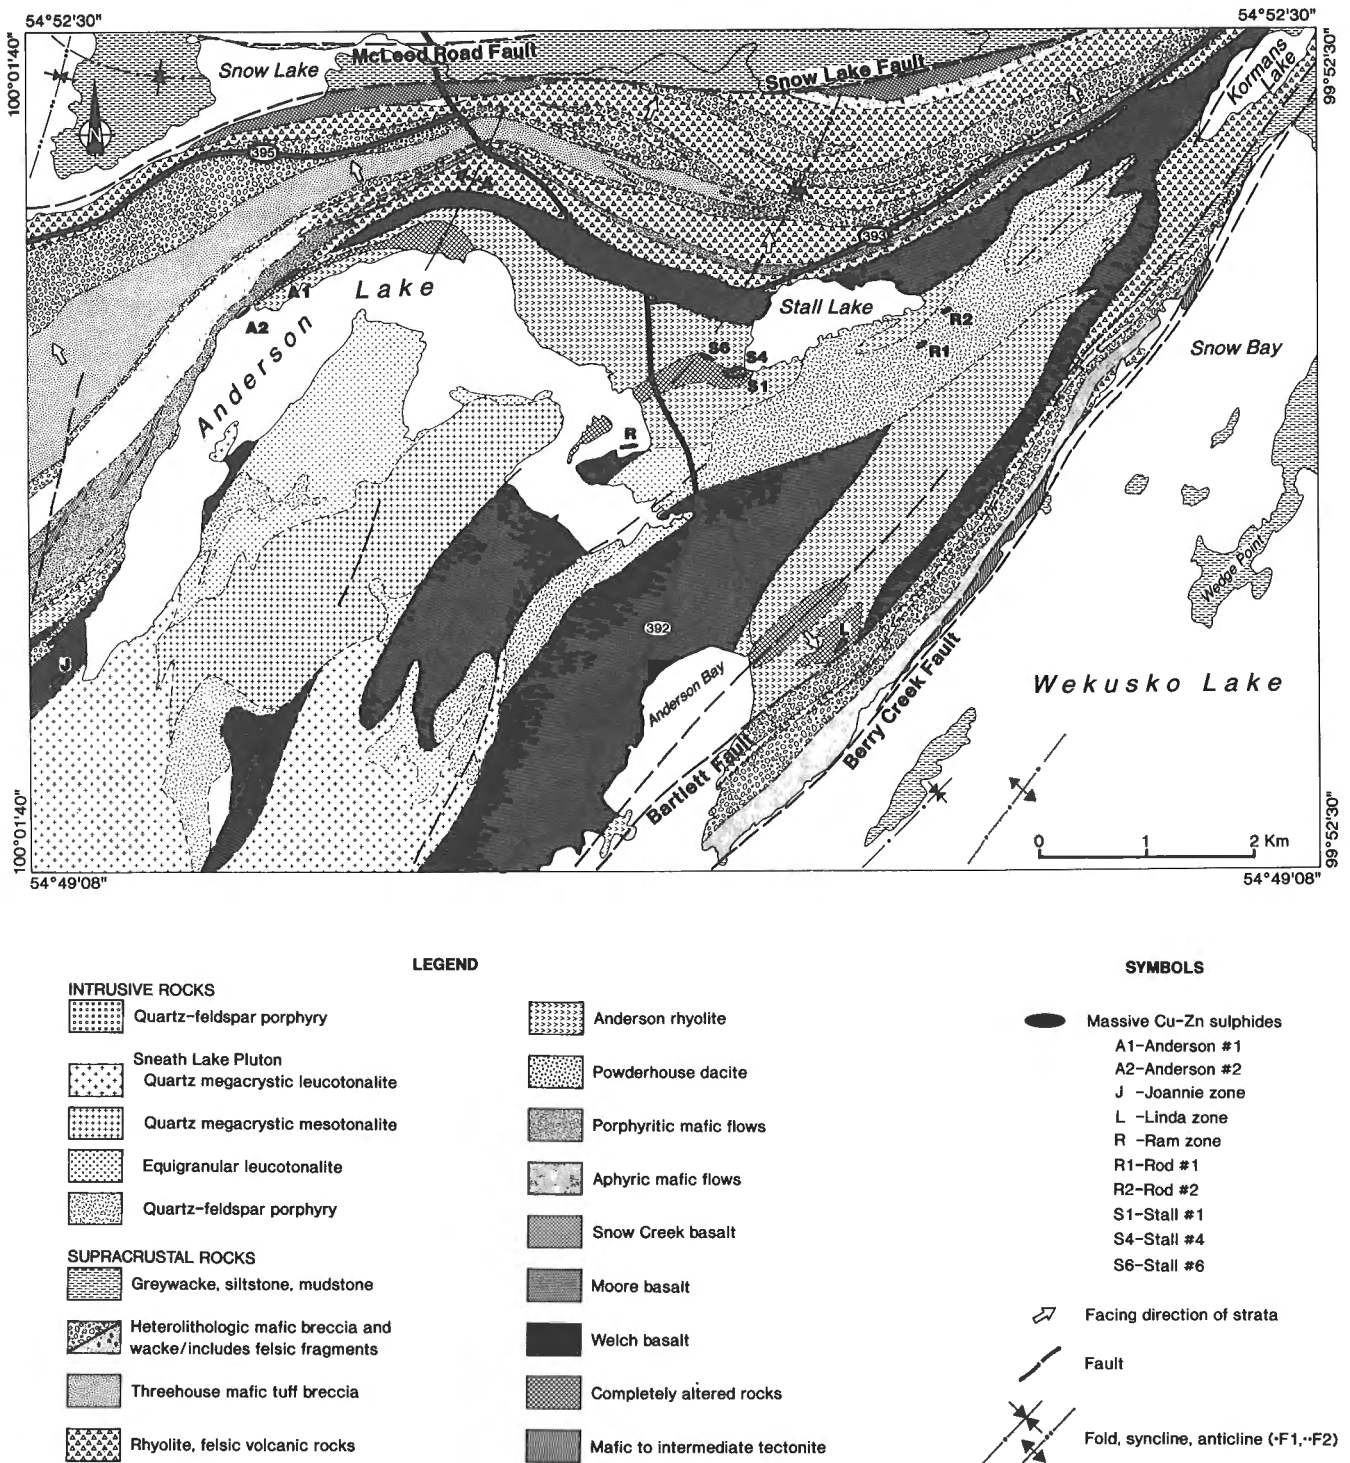 54°52'30"
54°52'30"
100°01'40"
99°52'30"
Snow Lake
McLeod Road Fault
Snow Lake Fault
Kormans Lake
N
395
393
A1
A2
Anderson Lake
Stall Lake
R2
R1
S6
S4
S1
R
Snow Bay
Wedge Point
J
392
L
Anderson Bay
Bartlett Fault
Berry Creek Fault
Wekusko Lake
0 1 2 Km
100°01'40"
99°52'30"
54°49'08"
54°49'08"
LEGEND
INTRUSIVE ROCKS
Quartz-feldspar porphyry
Sneath Lake Pluton
Quartz megacrystic leucotonalite
Quartz megacrystic mesotonalite
Equigranular leucotonalite
Quartz-feldspar porphyry
SUPRACRUSTAL ROCKS
Greywacke, siltstone, mudstone
Heterolithologic mafic breccia and
wacke/includes felsic fragments
Threehouse mafic tuff breccia
Rhyolite, felsic volcanic rocks
Anderson rhyolite
Powderhouse dacite
Porphyritic mafic flows
Aphyric mafic flows
Snow Creek basalt
Moore basalt
Welch basalt
Completely altered rocks
Mafic to intermediate tectonite
SYMBOLS
Massive Cu-Zn sulphides
A1-Anderson #1
A2-Anderson #2
J -Joannie zone
L -Linda zone
R -Ram zone
R1-Rod #1
R2-Rod #2
S1-Stall #1
S4-Stall #4
S6-Stall #6
Facing direction of strata
Fault
Fold, syncline, anticline (·F1,··F2)